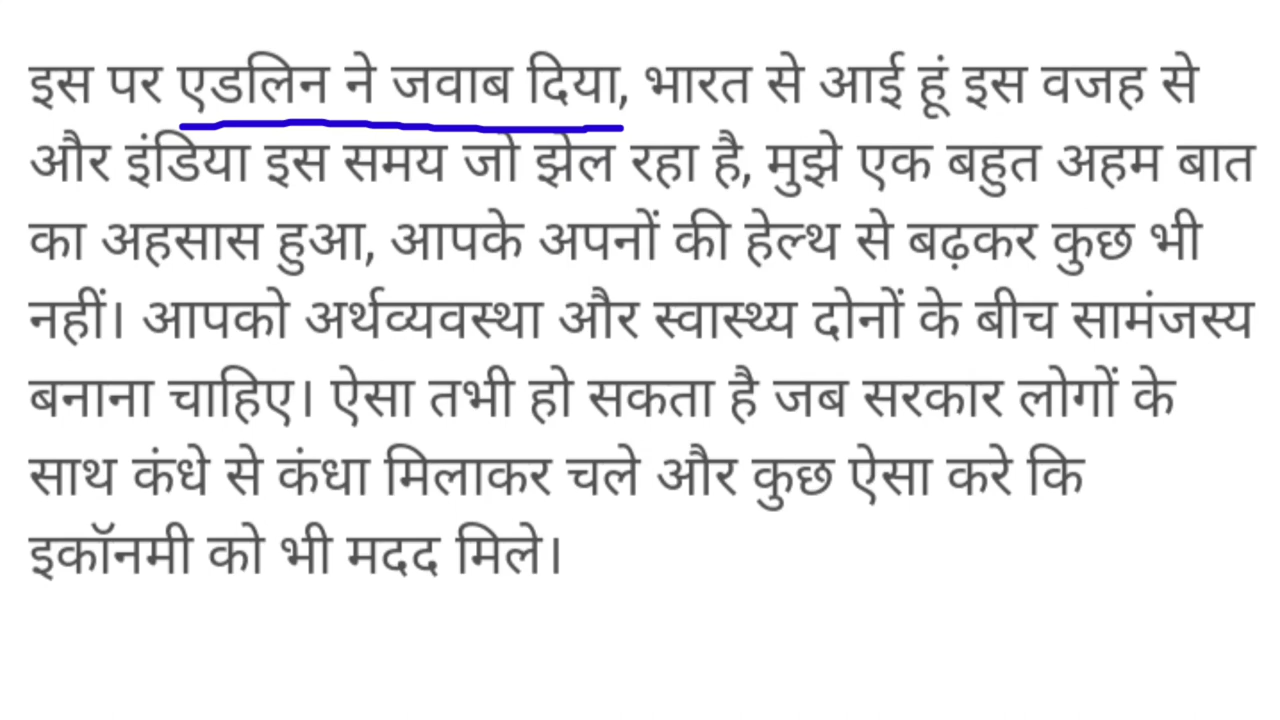 इस पर एडलिन ने जवाब दिया, भारत से आई हूं इस वजह से
और इंडिया इस समय जो झेल रहा है, मुझे एक बहुत अहम बात
का अहसास हुआ, आपके अपनों की हेल्थ से बढ़कर कुछ भी
नहीं। आपको अर्थव्यवस्था और स्वास्थ्य दोनों के बीच सामंजस्य
बनाना चाहिए। ऐसा तभी हो सकता है जब सरकार लोगों के
साथ कंधे से कंधा मिलाकर चले और कुछ ऐसा करे कि
इकॉनमी को भी मदद मिले।